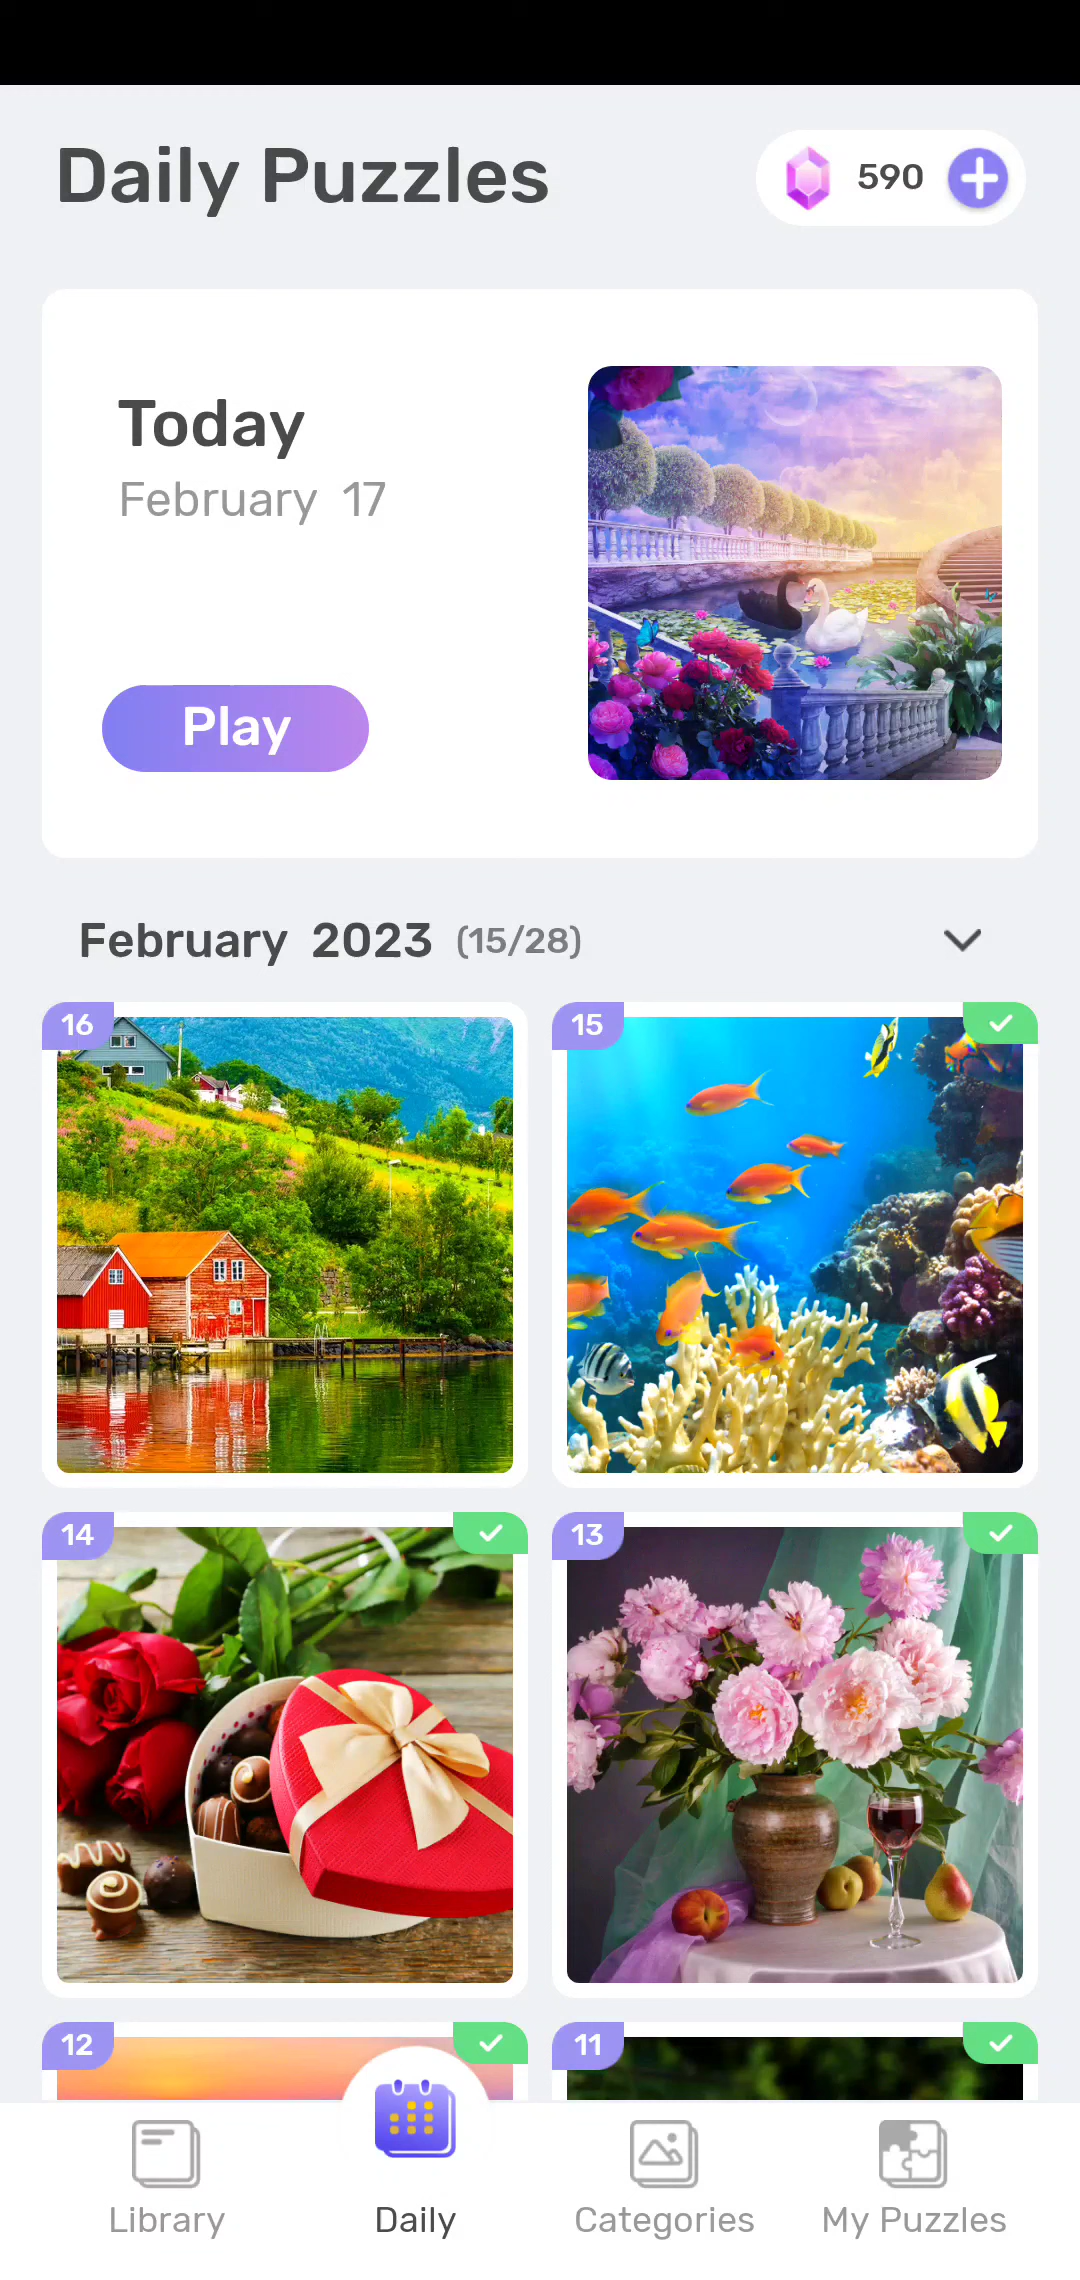 Daily Puzzles
590
Today
February 17
Play
February 2023 (15/28)
16
15
14
13
12
11
Library
Daily
Categories
My Puzzles